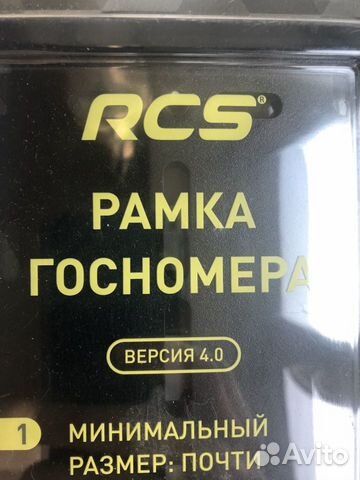 RCS®
РАМКА
ГОСНОМЕРА
ВЕРСИЯ 4.0
1 МИНИМАЛЬНЫЙ
РАЗМЕР: ПОЧТИ
Avito